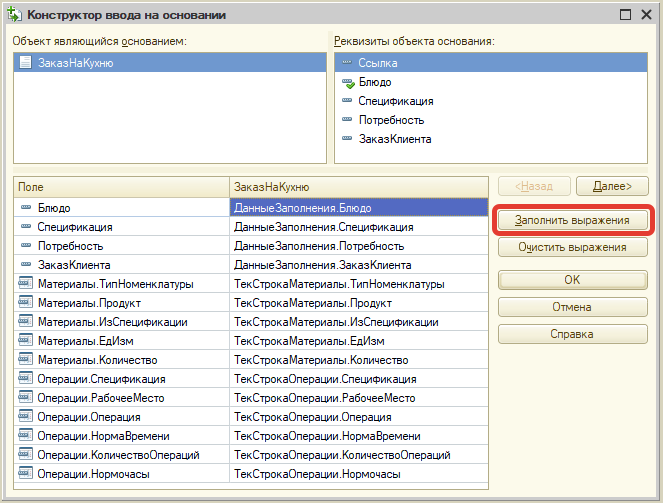 Конструктор ввода на основании
Объект являющийся основанием:
Реквизиты объекта основания:
ЗаказНаКухню
Ссылка
Блюдо
Спецификация
Потребность
ЗаказКлиента
Поле ЗаказНаКухню
Блюдо ДанныеЗаполнения.Блюдо
Спецификация ДанныеЗаполнения.Спецификация
Потребность ДанныеЗаполнения.Потребность
ЗаказКлиента ДанныеЗаполнения.ЗаказКлиента
Материалы.ТипНоменклатуры ТекСтрокаМатериалы.ТипНоменклатуры
Материалы.Продукт ТекСтрокаМатериалы.Продукт
Материалы.ИзСпецификации ТекСтрокаМатериалы.ИзСпецификации
Материалы.ЕдИзм ТекСтрокаМатериалы.ЕдИзм
Материалы.Количество ТекСтрокаМатериалы.Количество
Операции.Спецификация ТекСтрокаОперации.Спецификация
Операции.РабочееМесто ТекСтрокаОперации.РабочееМесто
Операции.Операция ТекСтрокаОперации.Операция
Операции.НормаВремени ТекСтрокаОперации.НормаВремени
Операции.КоличествоОпераций ТекСтрокаОперации.КоличествоОпераций
Операции.Нормочасы ТекСтрокаОперации.Нормочасы
<Назад Далее>
Заполнить выражения
Очистить выражения
ОК
Отмена
Справка